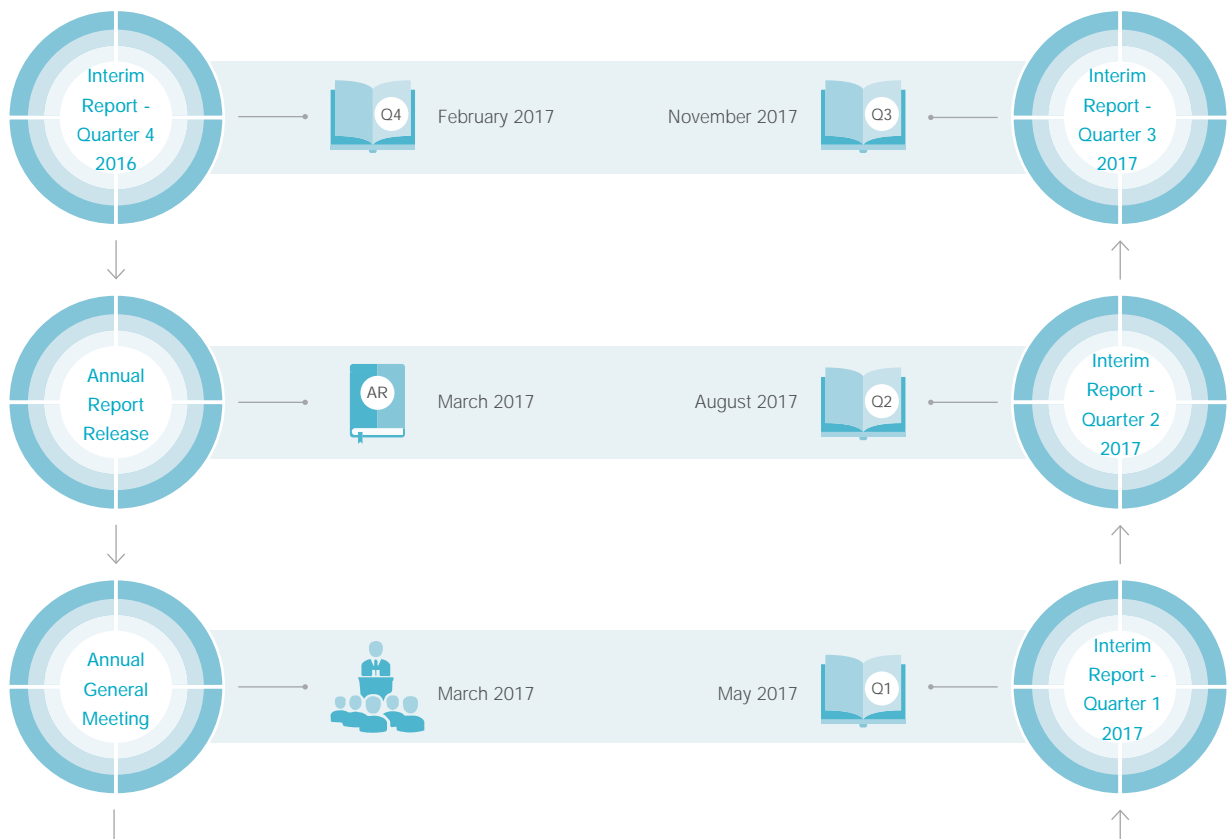 Interim
Report -
Quarter 4
2016
Q4
February 2017
November 2017
Q3
Interim
Report -
Quarter 3
2017
Annual
Report
Release
AR
March 2017
August 2017
Q2
Interim
Report -
Quarter 2
2017
Annual
General
Meeting
March 2017
May 2017
Q1
Interim
Report -
Quarter 1
2017